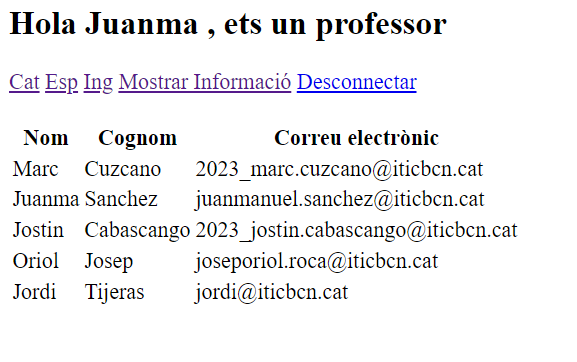 Hola Juanma , ets un professor
Cat Esp Ing Mostrar Informació Desconnectar
Nom Cognom Correu electrònic
Marc Cuzcano 2023_marc.cuzcano@iticbcn.cat
Juanma Sanchez juanmanuel.sanchez@iticbcn.cat
Jostin Cabascango 2023_jostin.cabascango@iticbcn.cat
Oriol Josep joseporiol.roca@iticbcn.cat
Jordi Tijeras jordi@iticbcn.cat